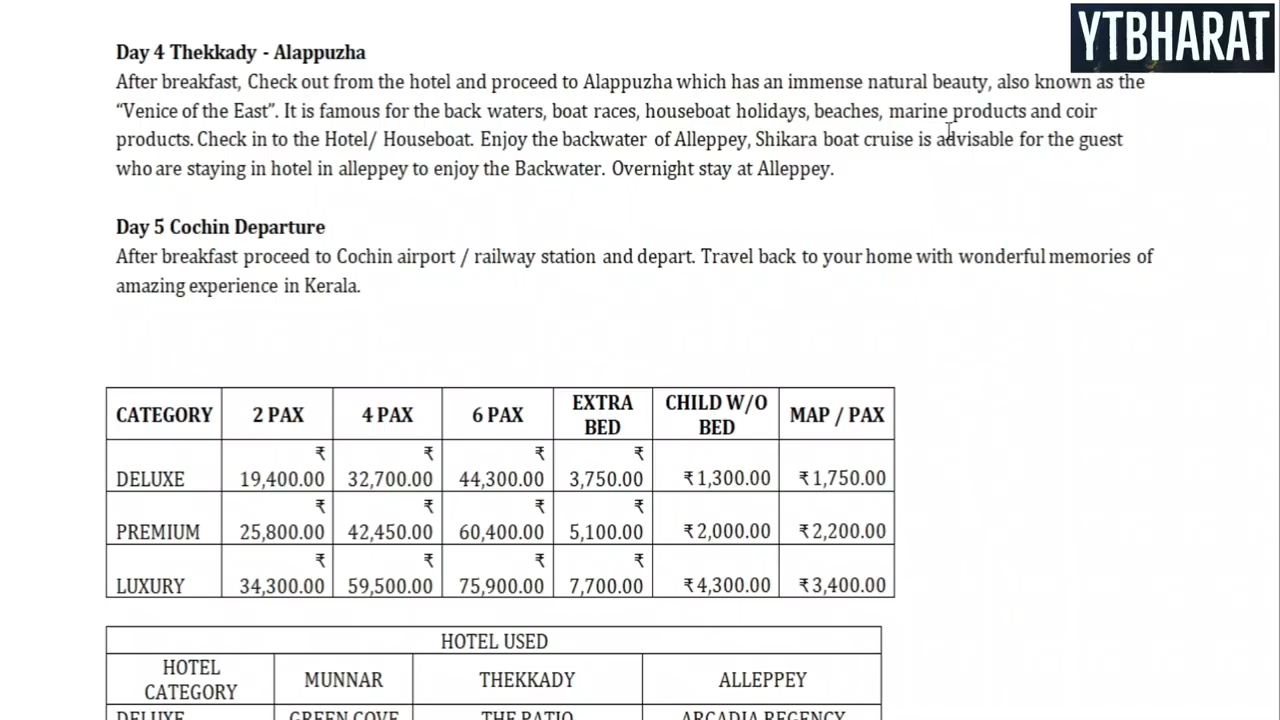 YTBHARAT
Day 4 Thekkady - Alappuzha
After breakfast, Check out from the hotel and proceed to Alappuzha which has an immense natural beauty, also known as the
“Venice of the East”. It is famous for the back waters, boat races, houseboat holidays, beaches, marine products and coir
products. Check in to the Hotel/ Houseboat. Enjoy the backwater of Alleppey, Shikara boat cruise is advisable for the guest
who are staying in hotel in alleppey to enjoy the Backwater. Overnight stay at Alleppey.
Day 5 Cochin Departure
After breakfast proceed to Cochin airport / railway station and depart. Travel back to your home with wonderful memories of
amazing experience in Kerala.
CATEGORY 2 PAX 4 PAX 6 PAX EXTRA BED CHILD W/O BED MAP / PAX
DELUXE ₹ 19,400.00 ₹ 32,700.00 ₹ 44,300.00 ₹ 3,750.00 ₹ 1,300.00 ₹ 1,750.00
PREMIUM ₹ 25,800.00 ₹ 42,450.00 ₹ 60,400.00 ₹ 5,100.00 ₹ 2,000.00 ₹ 2,200.00
LUXURY ₹ 34,300.00 ₹ 59,500.00 ₹ 75,900.00 ₹ 7,700.00 ₹ 4,300.00 ₹ 3,400.00
HOTEL USED
HOTEL CATEGORY MUNNAR THEKKADY ALLEPPEY
DELUXE GREEN COVE THE PATIO ARCADIA REGENCY